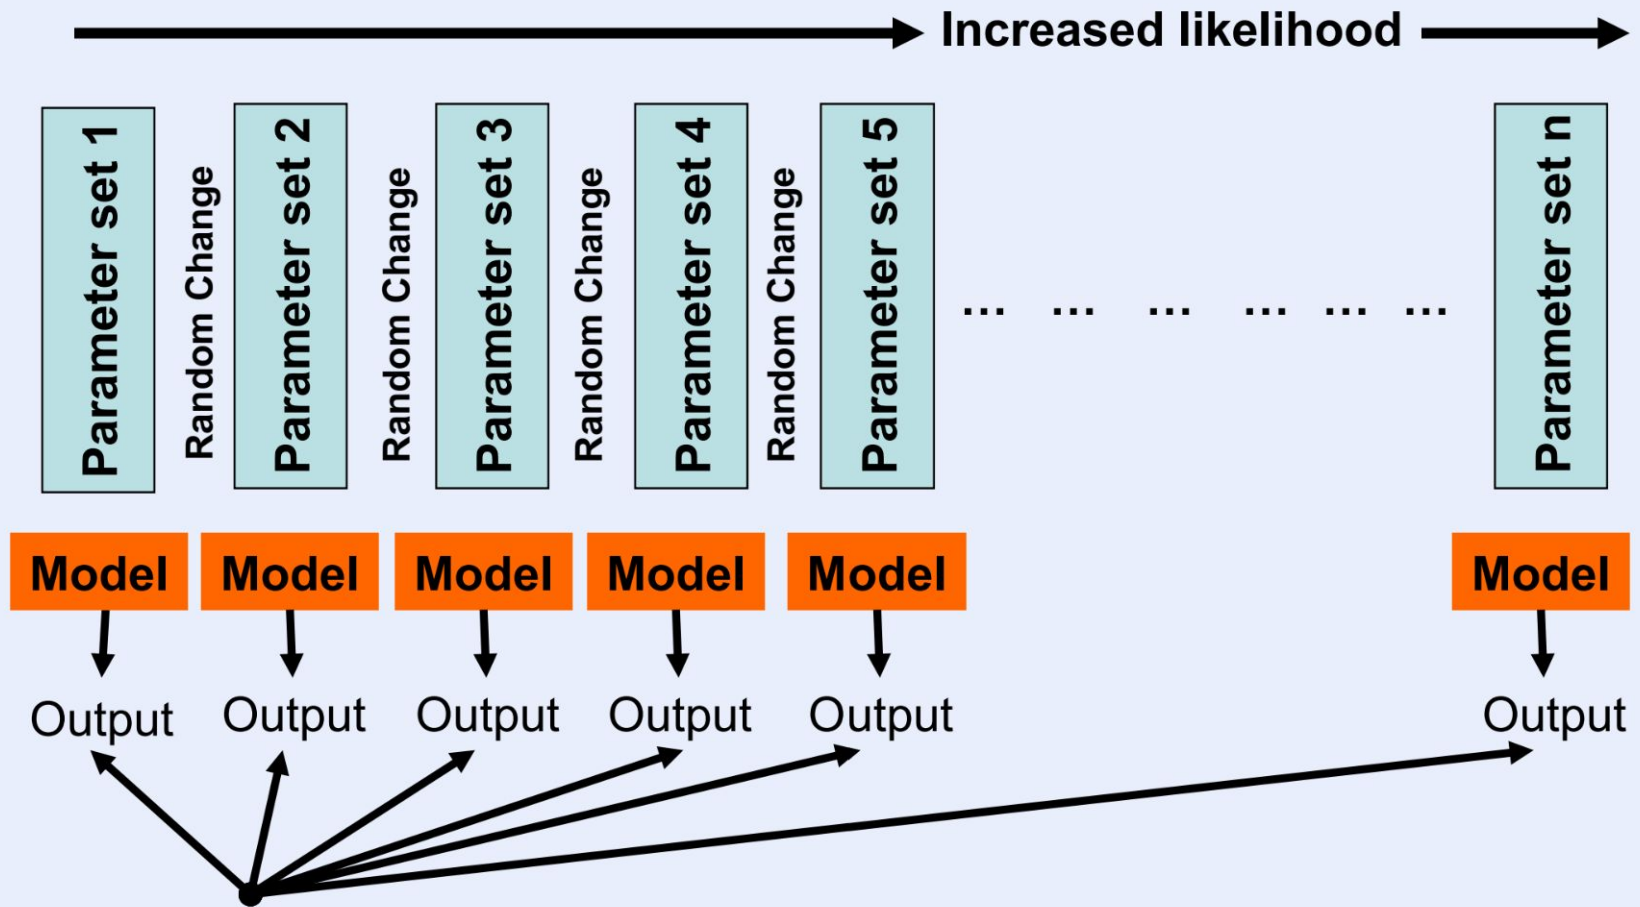 Increased likelihood
Parameter set 1
Random Change
Parameter set 2
Random Change
Parameter set 3
Random Change
Parameter set 4
Random Change
Parameter set 5
... ... ... ... ... ...
Parameter set n
Model
Model
Model
Model
Model
Model
Output
Output
Output
Output
Output
Output